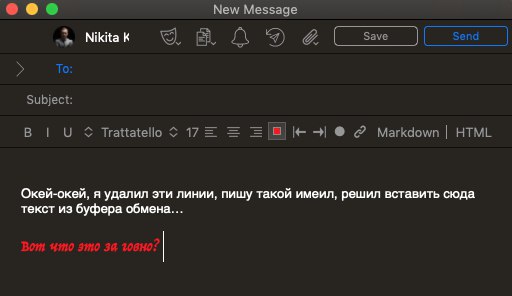 New Message
Nikita K
Save
Send
To:
Subject:
B I U Trattatello 17 Markdown HTML
Окей-окей, я удалил эти линии, пишу такой имеил, решил вставить сюда
текст из буфера обмена...
Вот что это за говно?